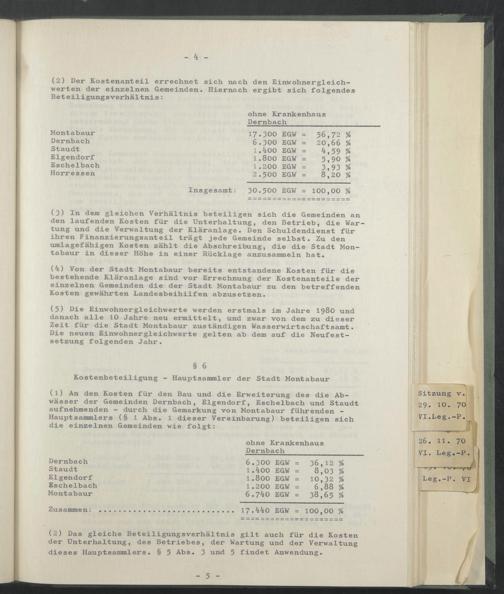 - 4 -
(2) Der Kostenanteil errechnet sich nach den Einwohnergleich-
werten der einzelnen Gemeinden. Hiernach ergibt sich folgendes
Beteiligungsverhältnis:
ohne Krankenhaus
Dernbach
Montabaur 17.300 EGW = 56,72 %
Dernbach 6.300 EGW = 20,66 %
Staudt 1.400 EGW = 4,59 %
Elgendorf 1.800 EGW = 5,90 %
Eschelbach 1.200 EGW = 3,93 %
Horressen 2.500 EGW = 8,20 %
Insgesamt: 30.500 EGW = 100,00 %
(3) In dem gleichen Verhältnis beteiligen sich die Gemeinden an
den laufenden Kosten für die Unterhaltung, den Betrieb, die War-
tung und die Verwaltung der Kläranlage. Den Schuldendienst für
ihren Finanzierungsanteil trägt jede Gemeinde selbst. Zu den
umlagefähigen Kosten zählt die Abschreibung, die die Stadt Mon-
tabaur in dieser Höhe in einer Rücklage anzusammeln hat.
(4) Von der Stadt Montabaur bereits entstandene Kosten für die
bestehende Kläranlage sind vor Errechnung der Kostenanteile der
einzelnen Gemeinden die der Stadt Montabaur zu den betreffenden
Kosten gewährten Landesbeihilfen abzusetzen.
(5) Die Einwohnergleichwerte werden erstmals im Jahre 1980 und
danach alle 10 Jahre neu ermittelt, und zwar von dem zu dieser
Zeit für die Stadt Montabaur zuständigen Wasserwirtschaftsamt.
Die neuen Einwohnergleichwerte gelten ab dem auf die Neufest-
setzung folgenden Jahr.
§ 6
Kostenbeteiligung - Hauptsammler der Stadt Montabaur
(1) An den Kosten für den Bau und die Erweiterung des die Ab-
wässer der Gemeinden Dernbach, Elgendorf, Eschelbach und Staudt
aufnehmenden - durch die Gemarkung von Montabaur führenden -
Hauptsammlers (§ 1 Abs. 1 dieser Vereinbarung) beteiligen sich
die einzelnen Gemeinden wie folgt:
ohne Krankenhaus
Dernbach
Dernbach 6.300 EGW = 36,12 %
Staudt 1.400 EGW = 8,03 %
Elgendorf 1.800 EGW = 10,32 %
Eschelbach 1.200 EGW = 6,88 %
Montabaur 6.740 EGW = 38,65 %
Zusammen: .............................. 17.440 EGW = 100,00 %
(2) Das gleiche Beteiligungsverhältnis gilt auch für die Kosten
der Unterhaltung, des Betriebes, der Wartung und der Verwaltung
dieses Hauptsammlers. § 5 Abs. 3 und 5 findet Anwendung.
- 5 -
Sitzung v.
29. 10. 70
VI.Leg.-P.
26. 11. 70
VI. Leg.-P.
Leg.-P. VI